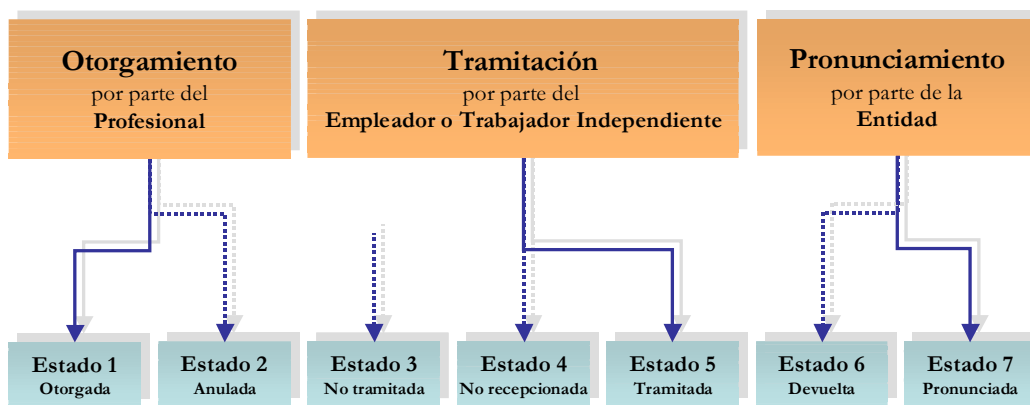 Otorgamiento
por parte del
Profesional
Tramitación
por parte del
Empleador o Trabajador Independiente
Pronunciamiento
por parte de la
Entidad
Estado 1
Otorgada
Estado 2
Anulada
Estado 3
No tramitada
Estado 4
No recepcionada
Estado 5
Tramitada
Estado 6
Devuelta
Estado 7
Pronunciada